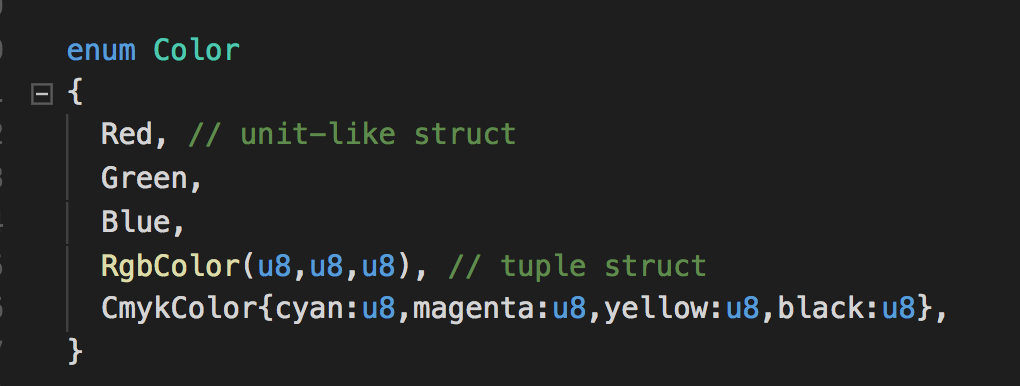 enum Color
{
Red, // unit-like struct
Green,
Blue,
RgbColor(u8,u8,u8), // tuple struct
CmykColor{cyan:u8,magenta:u8,yellow:u8,black:u8},
}